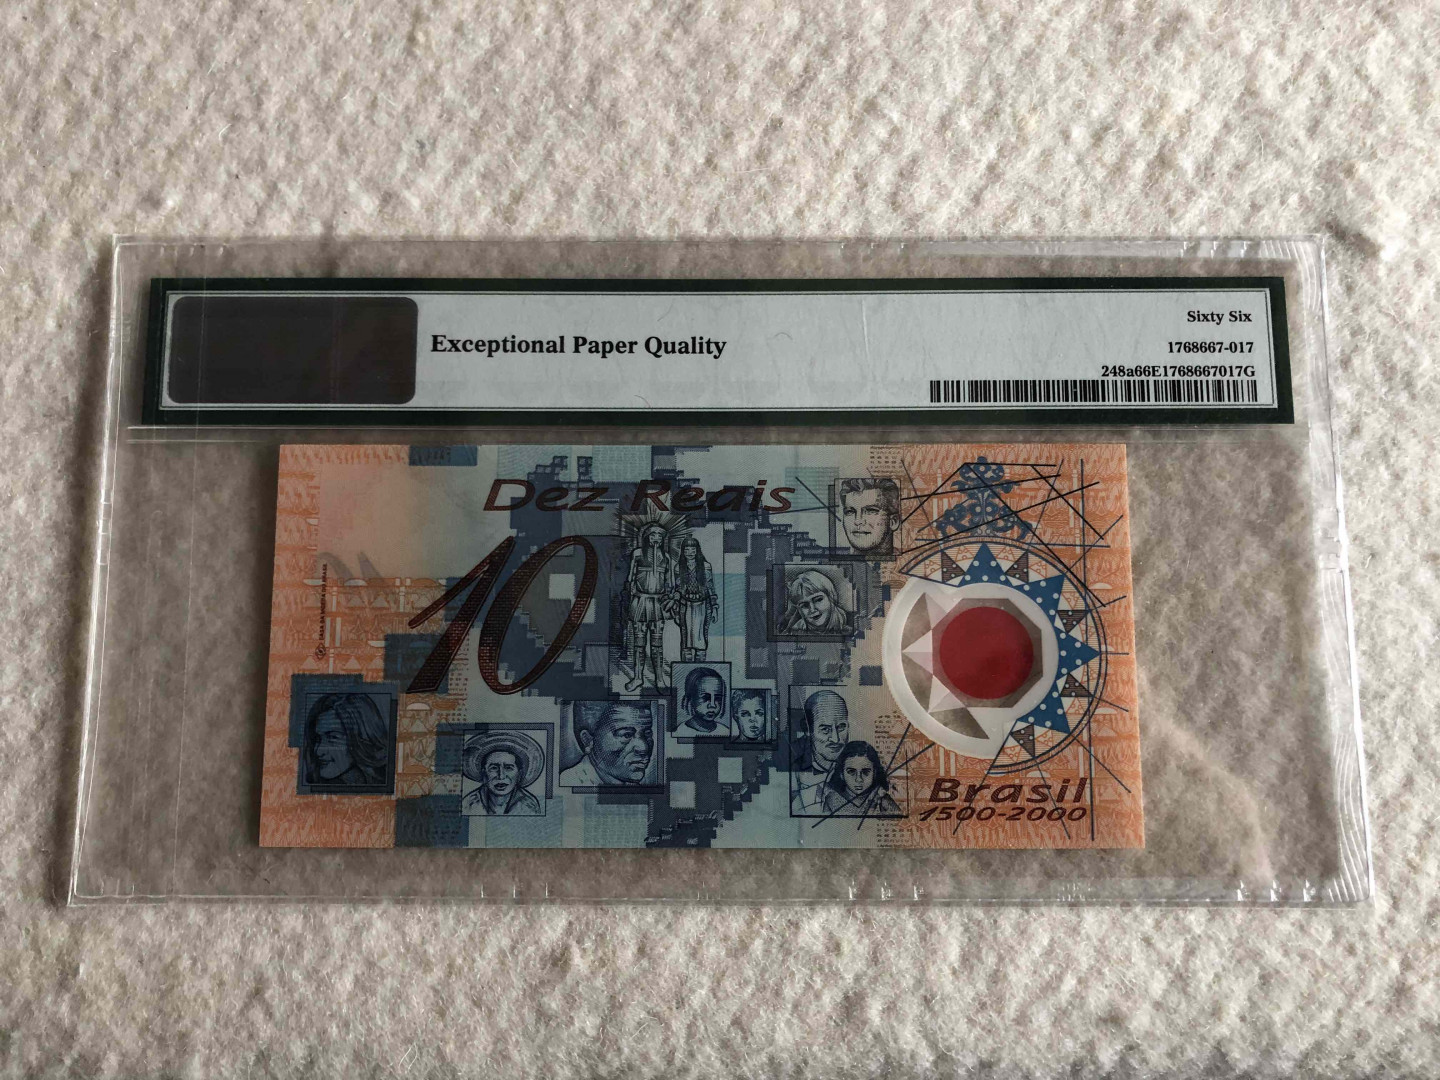 Exceptional Paper Quality
Sixty Six
1768667-017
248a66E1768667017G
Dez Reais
10
Brasil
1500-2000